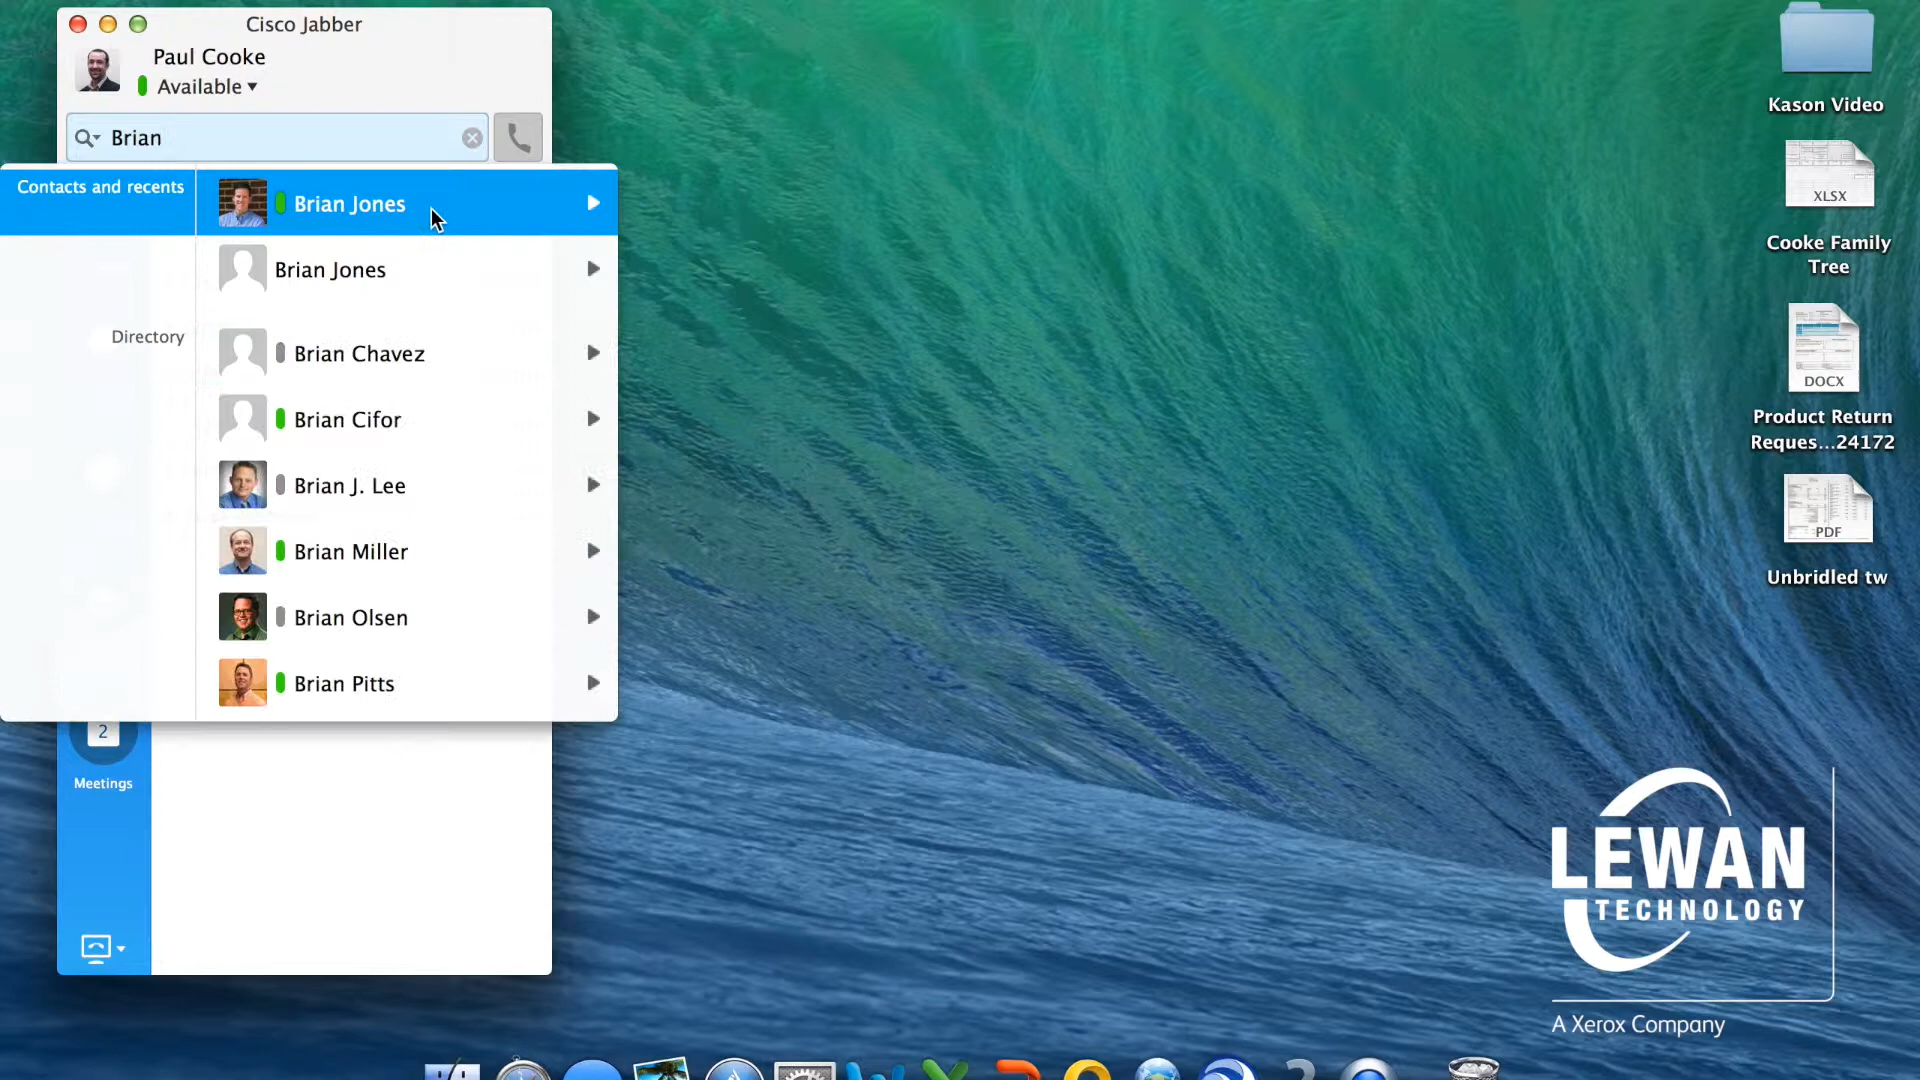 Cisco Jabber
Paul Cooke
Available
Brian
Contacts and recents
Brian Jones
Brian Jones
Directory
Brian Chavez
Brian Cifor
Brian J. Lee
Brian Miller
Brian Olsen
Brian Pitts
2
Meetings
Kason Video
XLSX
Cooke Family
Tree
DOCX
Product Return
Reques...24172
PDF
Unbridled tw
LEWAN
TECHNOLOGY
A Xerox Company